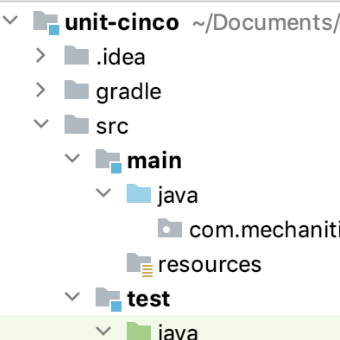 unit-cinco ~/Documents/
.idea
gradle
src
main
java
com.mechaniti
resources
test
java